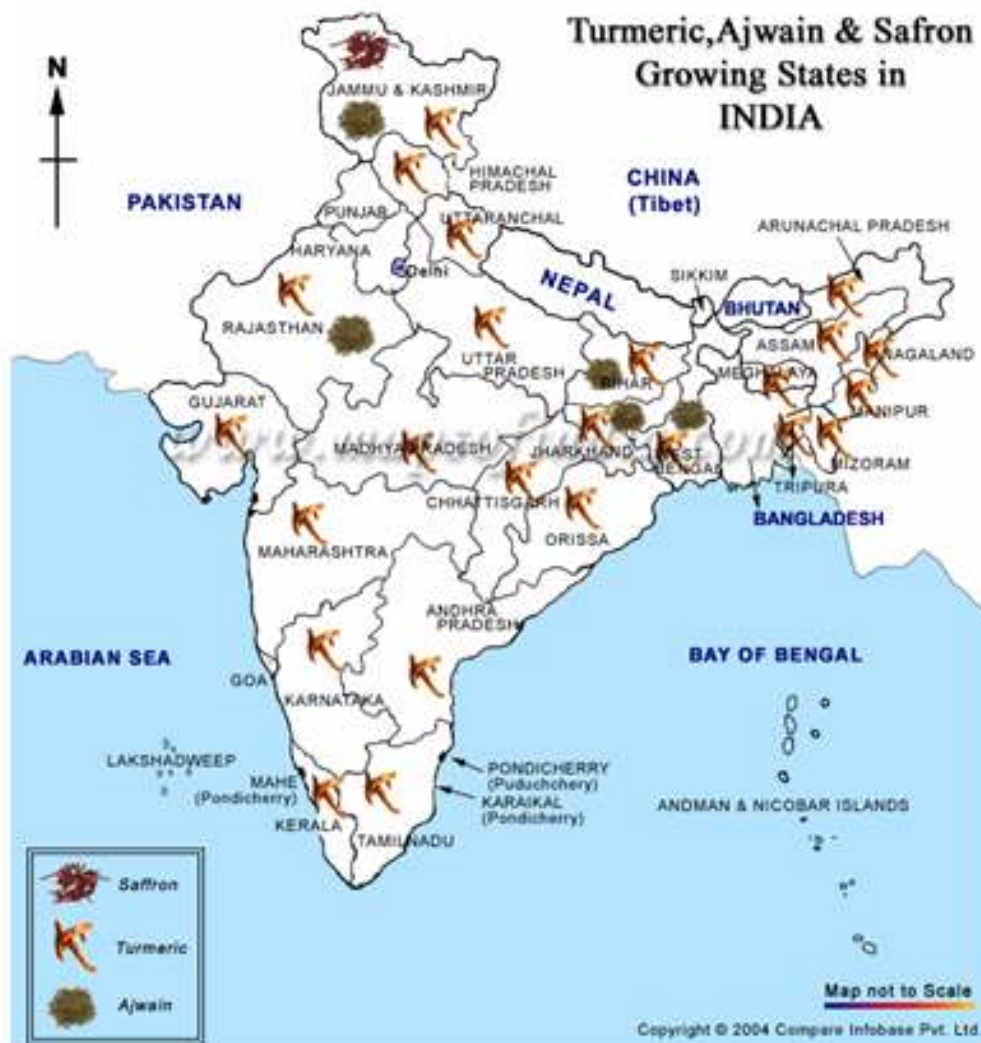 Turmeric,Ajwain & Safron
Growing States in
INDIA
N
JAMMU & KASHMIR
HIMACHAL
PRADESH
CHINA
(Tibet)
PAKISTAN
PUNJAB
UTTARANCHAL
ARUNACHAL PRADESH
HARYANA
Delhi
NEPAL
SIKKIM
BHUTAN
RAJASTHAN
UTTAR
PRADESH
ASSAM
NAGALAND
BIHAR
MEGHALAYA
GUJARAT
MANIPUR
MADHYA PRADESH
JHARKHAND
WEST
BENGAL
MIZORAM
TRIPURA
CHHATTISGARH
BANGLADESH
ORISSA
MAHARASHTRA
ANDHRA
PRADESH
ARABIAN SEA
BAY OF BENGAL
GOA
KARNATAKA
LAKSHADWEEP
MAHE
(Pondicherry)
PONDICHERRY
(Puduchchery)
KARAIKAL
(Pondicherry)
ANDMAN & NICOBAR ISLANDS
KERALA
TAMILNADU
Saffron
Turmeric
Ajwain
Map not to Scale
Copyright © 2004 Compare Infobase Pvt. Ltd.